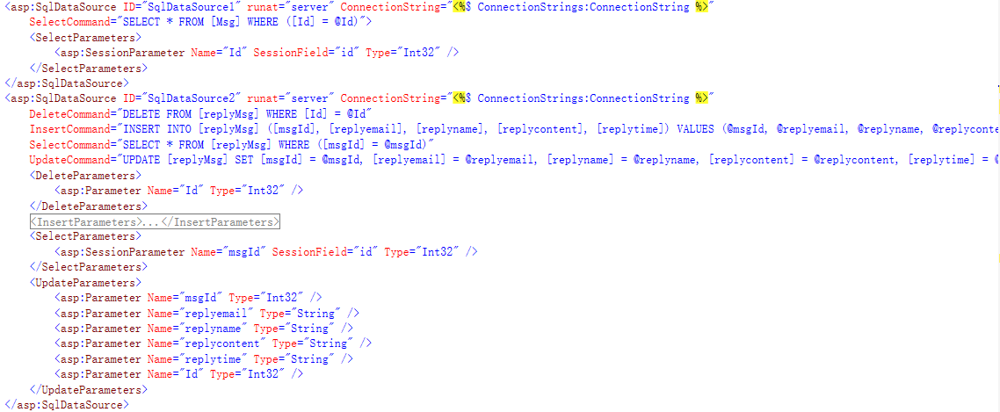 <asp:SqlDataSource ID="SqlDataSource1" runat="server" ConnectionString="<%$ ConnectionStrings:ConnectionString %>"
SelectCommand="SELECT * FROM [Msg] WHERE ([Id] = @Id)">
<SelectParameters>
<asp:SessionParameter Name="Id" SessionField="id" Type="Int32" />
</SelectParameters>
</asp:SqlDataSource>
<asp:SqlDataSource ID="SqlDataSource2" runat="server" ConnectionString="<%$ ConnectionStrings:ConnectionString %>"
DeleteCommand="DELETE FROM [replyMsg] WHERE [Id] = @Id"
InsertCommand="INSERT INTO [replyMsg] ([msgId], [replyemail], [replyname], [replycontent], [replytime]) VALUES (@msgId, @replyemail, @replyname, @replyconte
SelectCommand="SELECT * FROM [replyMsg] WHERE ([msgId] = @msgId)"
UpdateCommand="UPDATE [replyMsg] SET [msgId] = @msgId, [replyemail] = @replyemail, [replyname] = @replyname, [replycontent] = @replycontent, [replytime] = @
<DeleteParameters>
<asp:Parameter Name="Id" Type="Int32" />
</DeleteParameters>
<InsertParameters>...</InsertParameters>
<SelectParameters>
<asp:SessionParameter Name="msgId" SessionField="id" Type="Int32" />
</SelectParameters>
<UpdateParameters>
<asp:Parameter Name="msgId" Type="Int32" />
<asp:Parameter Name="replyemail" Type="String" />
<asp:Parameter Name="replyname" Type="String" />
<asp:Parameter Name="replycontent" Type="String" />
<asp:Parameter Name="replytime" Type="String" />
<asp:Parameter Name="Id" Type="Int32" />
</UpdateParameters>
</asp:SqlDataSource>